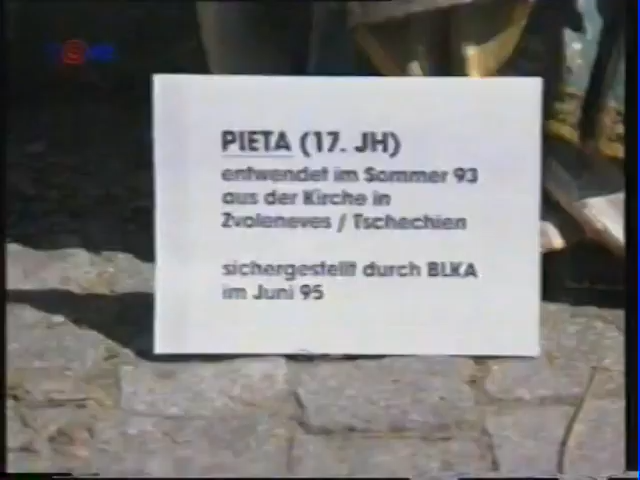 PIETA (17. JH)
entwendet im Sommer 93
aus der Kirche in
Zvoleneves / Tschechien
sichergestellt durch BLKA
im Juni 95